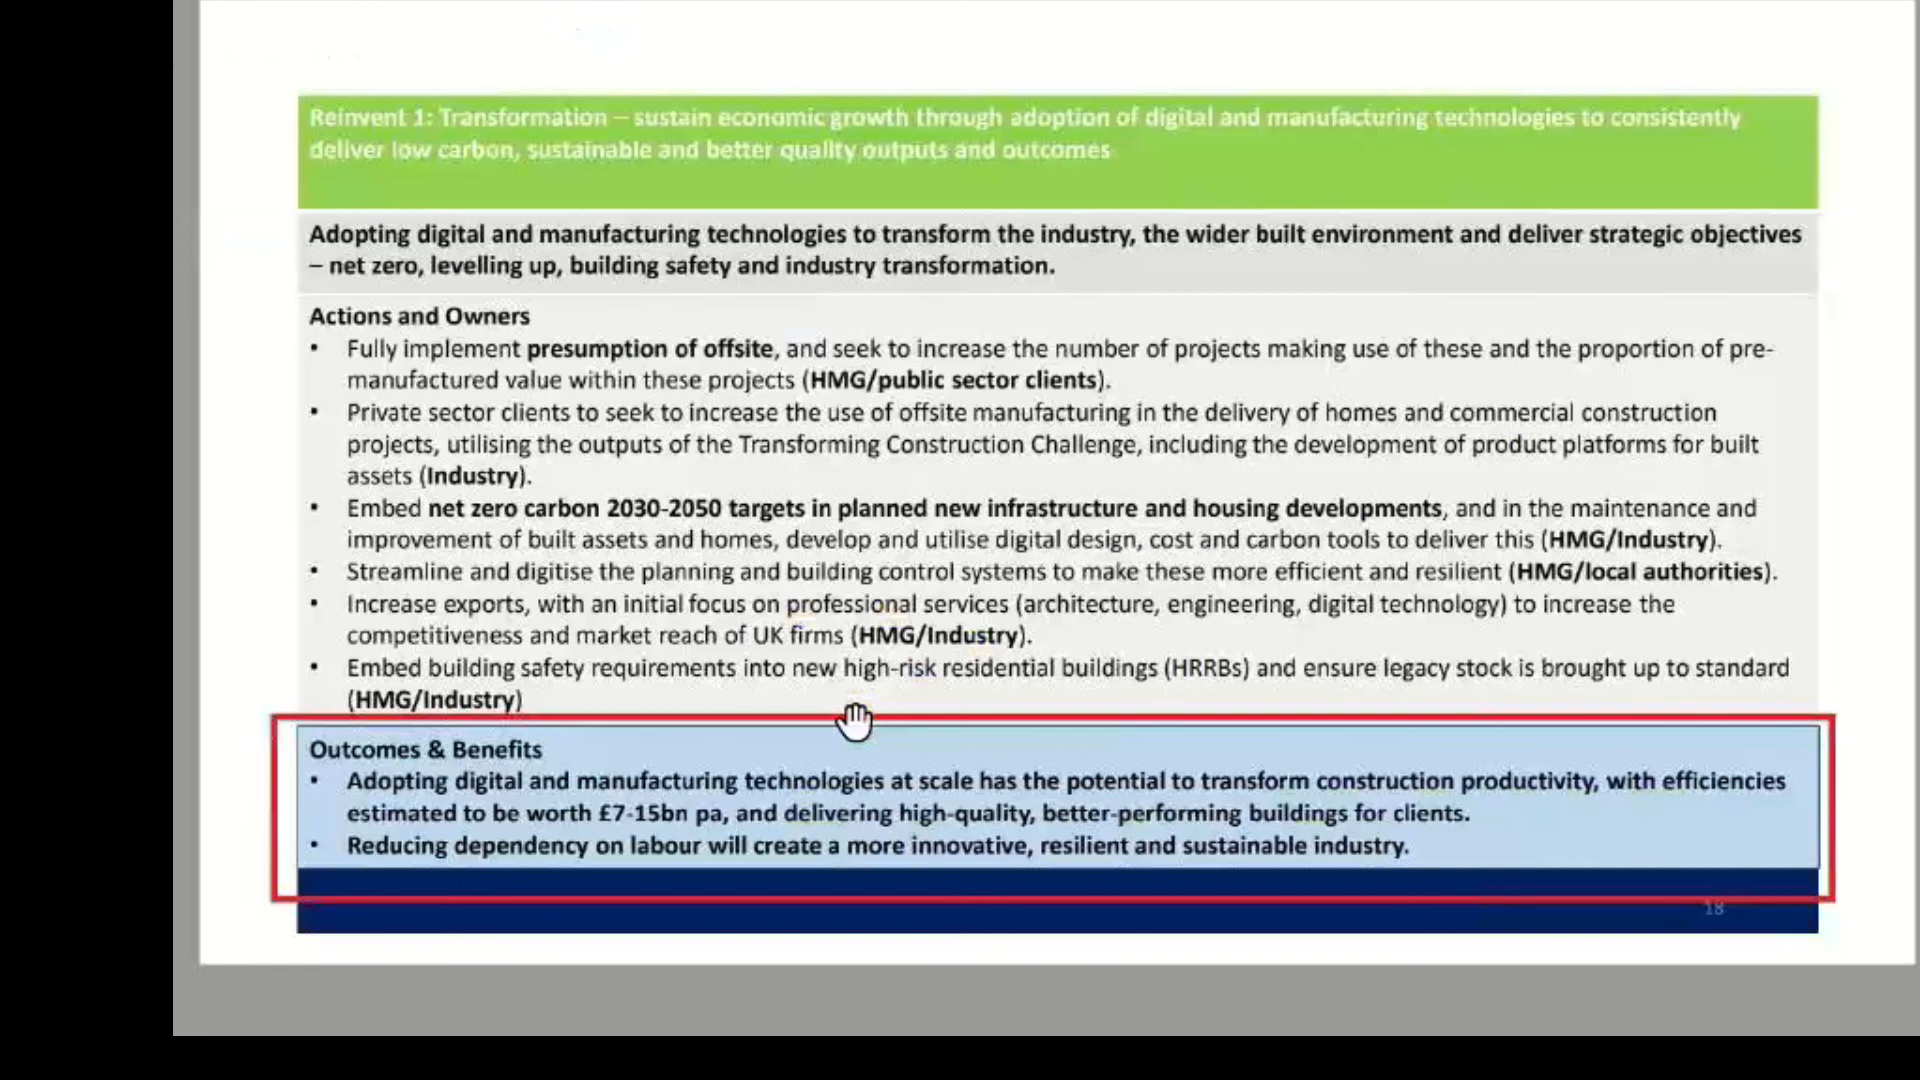 Reinvent 1: Transformation – sustain economic growth through adoption of digital and manufacturing technologies to consistently
deliver low carbon, sustainable and better quality outputs and outcomes
Adopting digital and manufacturing technologies to transform the industry, the wider built environment and deliver strategic objectives
– net zero, levelling up, building safety and industry transformation.
Actions and Owners
• Fully implement presumption of offsite, and seek to increase the number of projects making use of these and the proportion of pre-
manufactured value within these projects (HMG/public sector clients).
• Private sector clients to seek to increase the use of offsite manufacturing in the delivery of homes and commercial construction
projects, utilising the outputs of the Transforming Construction Challenge, including the development of product platforms for built
assets (Industry).
• Embed net zero carbon 2030-2050 targets in planned new infrastructure and housing developments, and in the maintenance and
improvement of built assets and homes, develop and utilise digital design, cost and carbon tools to deliver this (HMG/Industry).
• Streamline and digitise the planning and building control systems to make these more efficient and resilient (HMG/local authorities).
• Increase exports, with an initial focus on professional services (architecture, engineering, digital technology) to increase the
competitiveness and market reach of UK firms (HMG/Industry).
• Embed building safety requirements into new high-risk residential buildings (HRRBs) and ensure legacy stock is brought up to standard
(HMG/Industry)
Outcomes & Benefits
• Adopting digital and manufacturing technologies at scale has the potential to transform construction productivity, with efficiencies
estimated to be worth £7-15bn pa, and delivering high-quality, better-performing buildings for clients.
• Reducing dependency on labour will create a more innovative, resilient and sustainable industry.
18